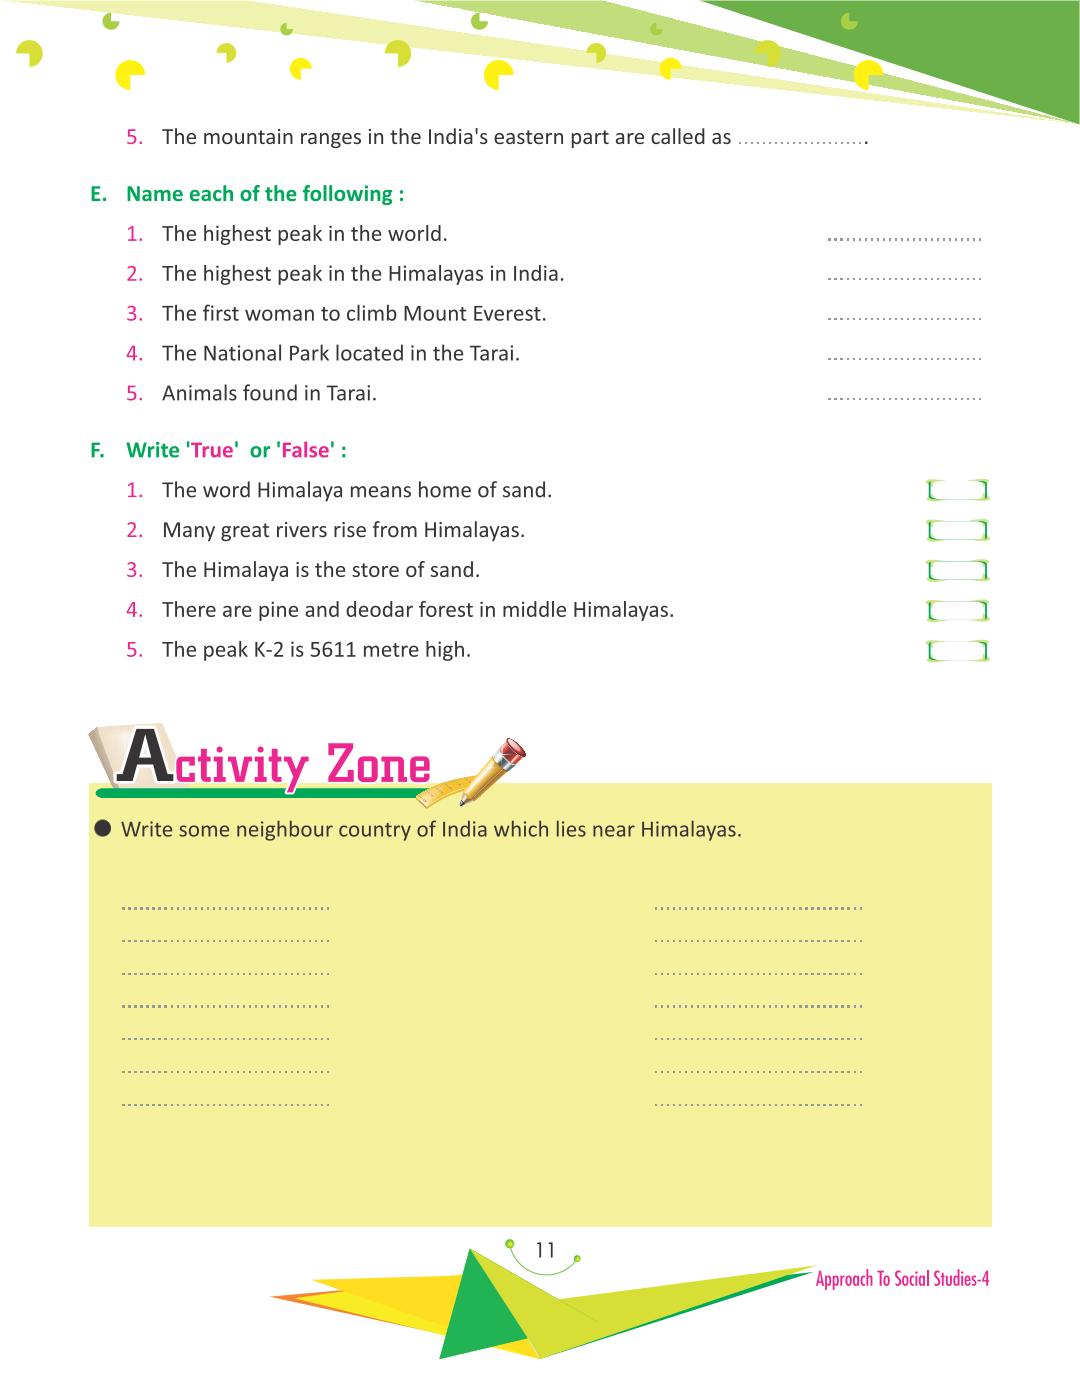 5. The mountain ranges in the India's eastern part are called as .....................
E. Name each of the following :
1. The highest peak in the world. ..........................
2. The highest peak in the Himalayas in India. ..........................
3. The first woman to climb Mount Everest. ..........................
4. The National Park located in the Tarai. ..........................
5. Animals found in Tarai. ..........................
F. Write 'True' or 'False' :
1. The word Himalaya means home of sand.
2. Many great rivers rise from Himalayas.
3. The Himalaya is the store of sand.
4. There are pine and deodar forest in middle Himalayas.
5. The peak K-2 is 5611 metre high.
Activity Zone
● Write some neighbour country of India which lies near Himalayas.
11
Approach To Social Studies-4